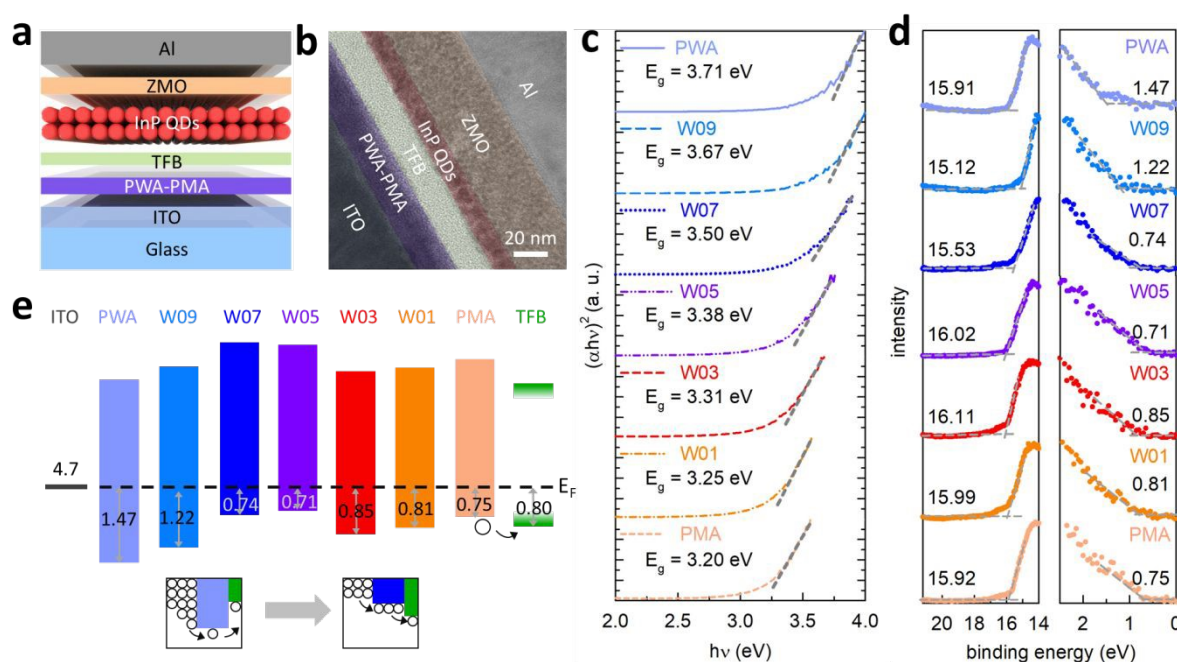 a
Al
ZMO
InP QDs
TFB
PWA-PMA
ITO
Glass
b
Al
ZMO
InP QDs
TFB
PWA-PMA
ITO
20 nm
c
PWA
E_g = 3.71 eV
W09
E_g = 3.67 eV
W07
E_g = 3.50 eV
W05
E_g = 3.38 eV
W03
E_g = 3.31 eV
W01
E_g = 3.25 eV
PMA
E_g = 3.20 eV
(αhν)² (a. u.)
2.0 2.5 3.0 3.5 4.0
hν (eV)
d
PWA
15.91 1.47
W09
15.12 1.22
W07
15.53 0.74
W05
16.02 0.71
W03
16.11 0.85
W01
15.99 0.81
PMA
15.92 0.75
intensity
20 18 16 14 2 1 0
binding energy (eV)
e
ITO PWA W09 W07 W05 W03 W01 PMA TFB
4.7
E_F
1.47 1.22 0.74 0.71 0.85 0.81 0.75 0.80